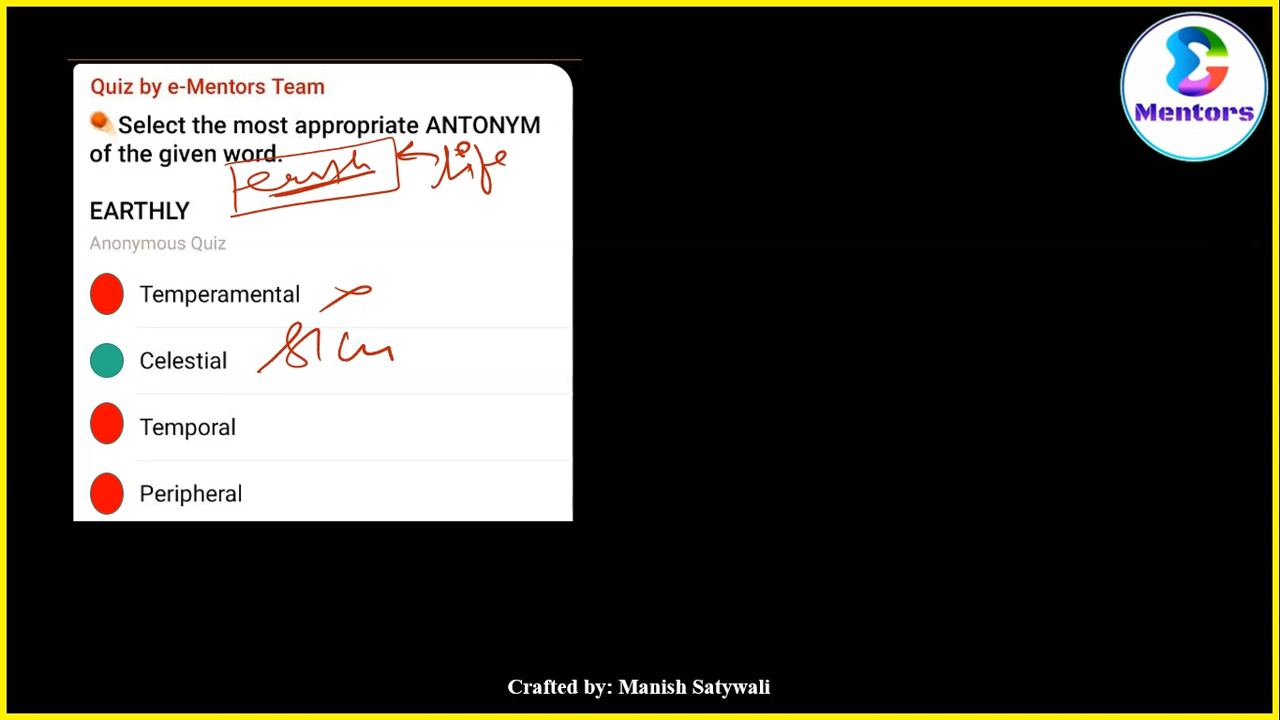 Mentors
Quiz by e-Mentors Team
Select the most appropriate ANTONYM
of the given word.
earth
life
EARTHLY
Anonymous Quiz
Temperamental
Celestial
Temporal
Peripheral
Crafted by: Manish Satywali